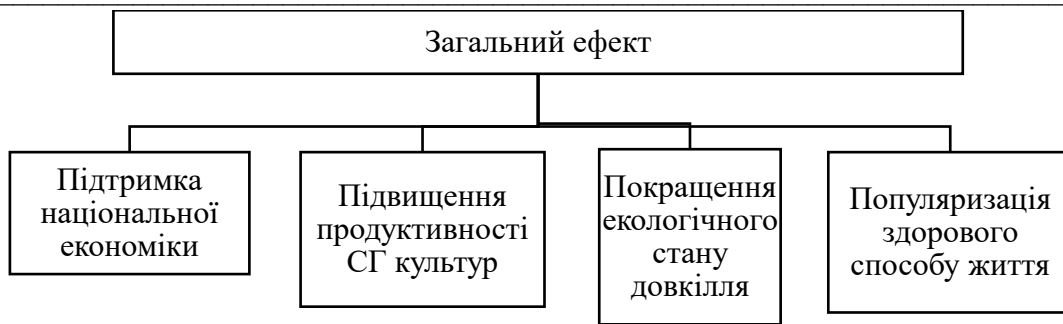 Загальний ефект
Підтримка
національної
економіки
Підвищення
продуктивності
СГ культур
Покращення
екологічного
стану
довкілля
Популяризація
здорового
способу життя